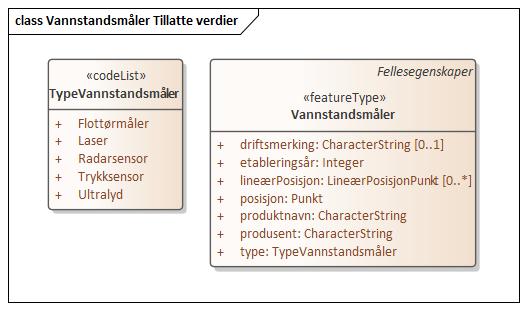 class Vannstandsmåler Tillatte verdier
«codeList»
TypeVannstandsmåler
+ Flottørmåler
+ Laser
+ Radarsensor
+ Trykksensor
+ Ultralyd
Fellesegenskaper
«featureType»
Vannstandsmåler
+ driftsmerking: CharacterString [0..1]
+ etableringsår: Integer
+ lineærPosisjon: LineærPosisjonPunkt [0..*]
+ posisjon: Punkt
+ produktnavn: CharacterString
+ produsent: CharacterString
+ type: TypeVannstandsmåler